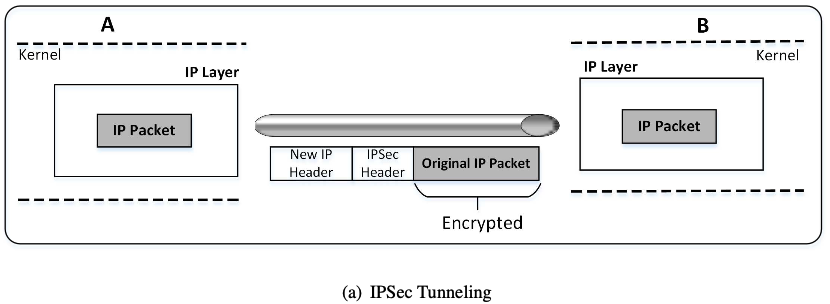 A
B
Kernel
Kernel
IP Layer
IP Layer
IP Packet
IP Packet
New IP
Header
IPSec
Header
Original IP Packet
Encrypted
(a) IPSec Tunneling